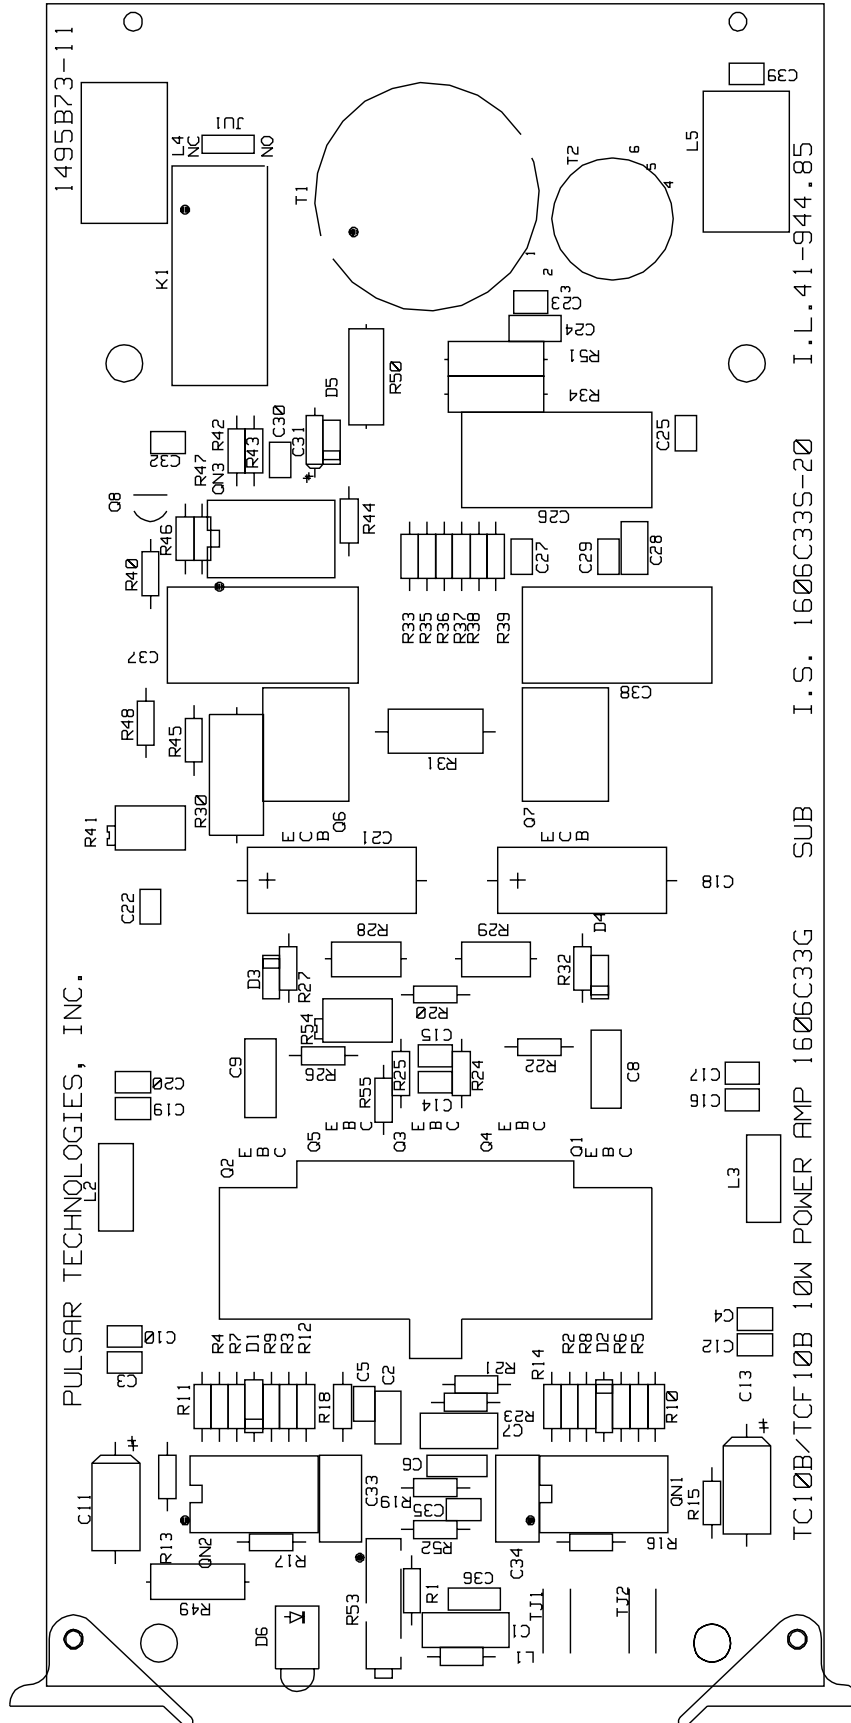 1495B73-11
C39
L4
NC
JU1
NO
L5
T1
T2
6
5
4
K1
1
2
3
I.L.41-944.85
C23
C24
R51
D5
R50
R34
C30
R42
R43
C31
+
C25
C32
R47
QN3
Q8
R46
R44
C26
R40
C27
C29
C28
R33
R35
R36
R37
R38
R39
C37
C38
I.S. 1606C33S-20
R48
R45
R31
R30
Q6
Q7
R41
E
C
B
C21
E
C
B
SUB
+
+
C18
C22
R28
R29
D4
D3
R27
R32
R20
R54
C15
R26
C9
R25
R24
R22
C8
C17
R55
C14
C16
C20
C19
Q5
E
B
C
Q3
E
B
C
Q4
E
B
C
Q1
E
B
C
Q2
E
B
C
L2
L3
PULSAR TECHNOLOGIES, INC.
TC10B/TCF10B 10W POWER AMP 1606C33G
C10
C3
R4
R7
D1
R9
R3
R12
C4
C12
R14
R2
R8
D2
R6
R5
R11
R18
C5
C2
R21
R23
C7
R10
C13
+
+
C11
C33
C6
R19
C35
R52
QN1
R15
R13
QN2
R17
C34
R16
R49
R53
R1
C36
TJ1
TJ2
D6
C1
L1